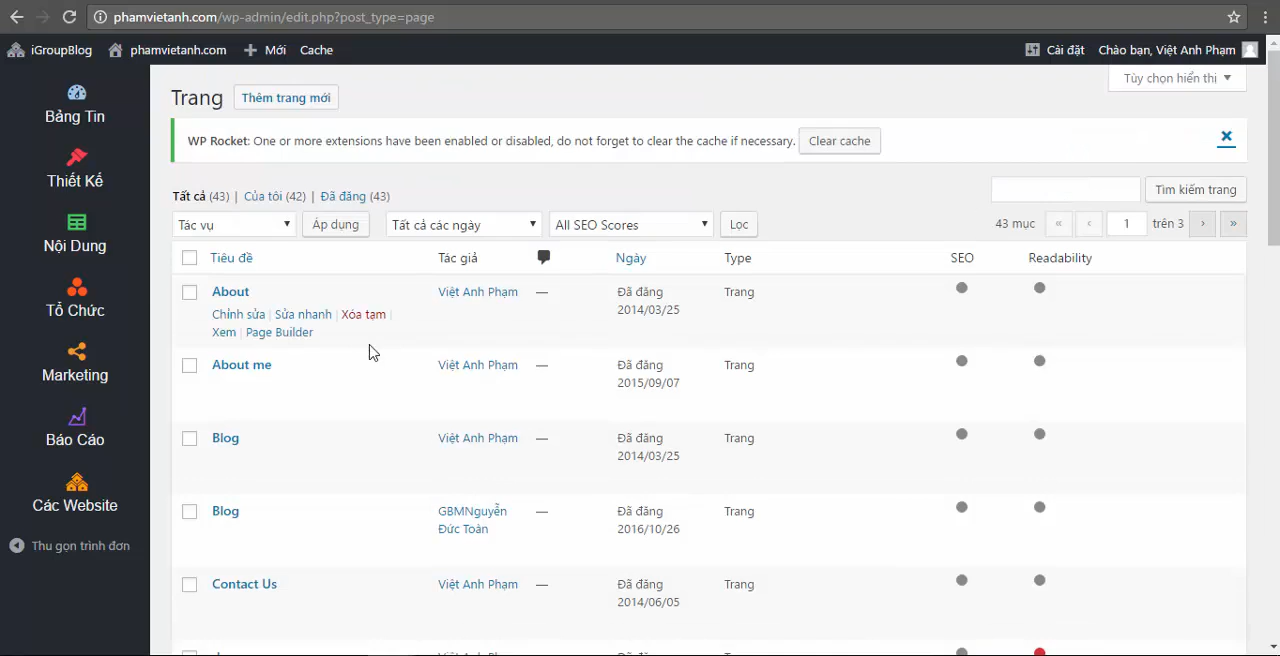 phamvietanh.com/wp-admin/edit.php?post_type=page
iGroupBlog phamvietanh.com Mới Cache Cài đặt Chào bạn, Việt Anh Phạm
Tùy chọn hiển thị
Trang Thêm trang mới
WP Rocket: One or more extensions have been enabled or disabled, do not forget to clear the cache if necessary. Clear cache
Tất cả (43) | Của tôi (42) | Đã đăng (43)
Tìm kiếm trang
Tác vụ Áp dụng Tất cả các ngày All SEO Scores Lọc 43 mục « ‹ 1 trên 3 › »
Tiêu đề Tác giả Ngày Type SEO Readability
About Việt Anh Phạm — Đã đăng Trang
2014/03/25
Chỉnh sửa | Sửa nhanh | Xóa tạm |
Xem | Page Builder
About me Việt Anh Phạm — Đã đăng Trang
2015/09/07
Blog Việt Anh Phạm — Đã đăng Trang
2014/03/25
Blog GBMNguyễn — Đã đăng Trang
Đức Toàn 2016/10/26
Contact Us Việt Anh Phạm — Đã đăng Trang
2014/06/05
Bảng Tin
Thiết Kế
Nội Dung
Tổ Chức
Marketing
Báo Cáo
Các Website
Thu gọn trình đơn